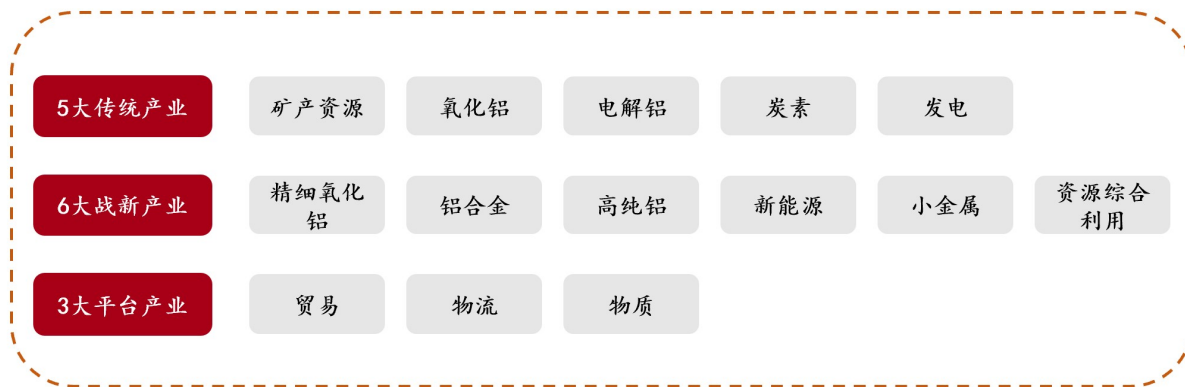 5大传统产业 矿产资源 氧化铝 电解铝 炭素 发电
6大战新产业 精细氧化铝 铝合金 高纯铝 新能源 小金属 资源综合利用
3大平台产业 贸易 物流 物质